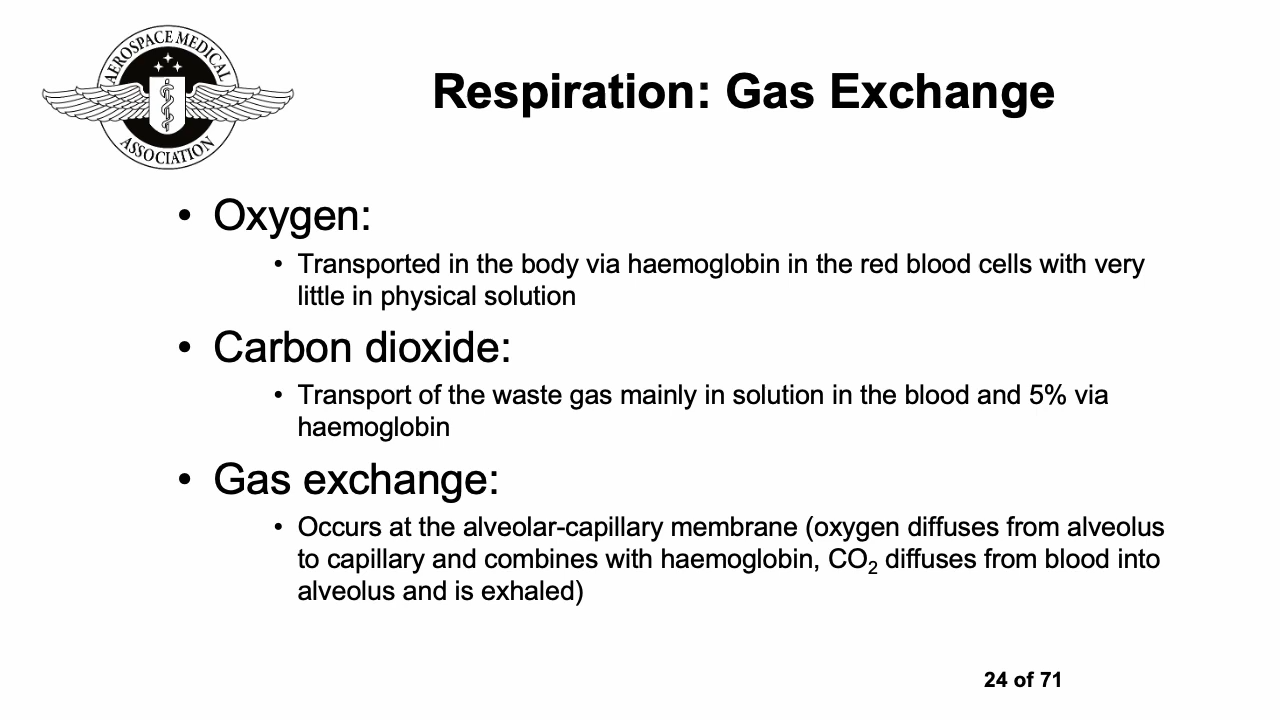 AEROSPACE MEDICAL
ASSOCIATION
Respiration: Gas Exchange
• Oxygen:
• Transported in the body via haemoglobin in the red blood cells with very
little in physical solution
• Carbon dioxide:
• Transport of the waste gas mainly in solution in the blood and 5% via
haemoglobin
• Gas exchange:
• Occurs at the alveolar-capillary membrane (oxygen diffuses from alveolus
to capillary and combines with haemoglobin, CO₂ diffuses from blood into
alveolus and is exhaled)
24 of 71